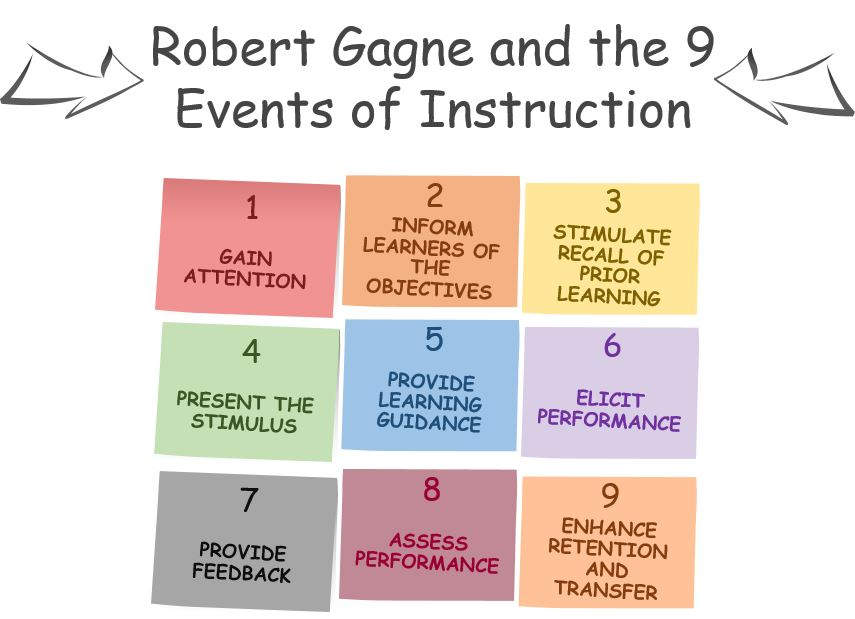 Robert Gagne and the 9
Events of Instruction
1
GAIN
ATTENTION
2
INFORM
LEARNERS OF
THE
OBJECTIVES
3
STIMULATE
RECALL OF
PRIOR
LEARNING
4
PRESENT THE
STIMULUS
5
PROVIDE
LEARNING
GUIDANCE
6
ELICIT
PERFORMANCE
7
PROVIDE
FEEDBACK
8
ASSESS
PERFORMANCE
9
ENHANCE
RETENTION
AND
TRANSFER